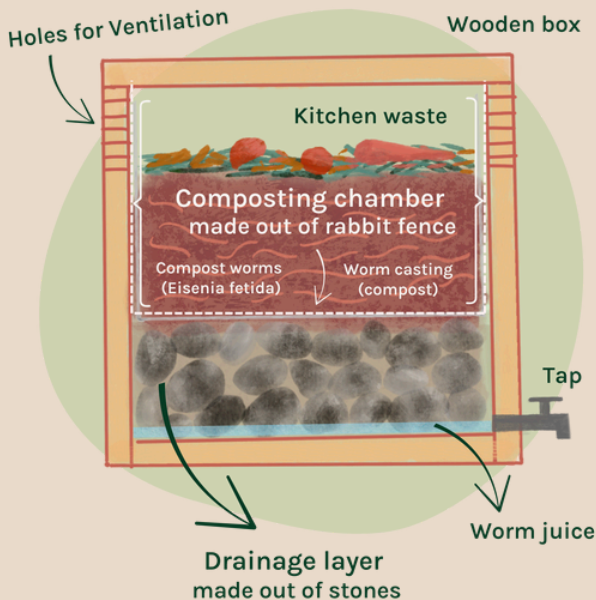 Holes for Ventilation
Wooden box
Kitchen waste
Composting chamber
made out of rabbit fence
Compost worms
(Eisenia fetida)
Worm casting
(compost)
Tap
Worm juice
Drainage layer
made out of stones